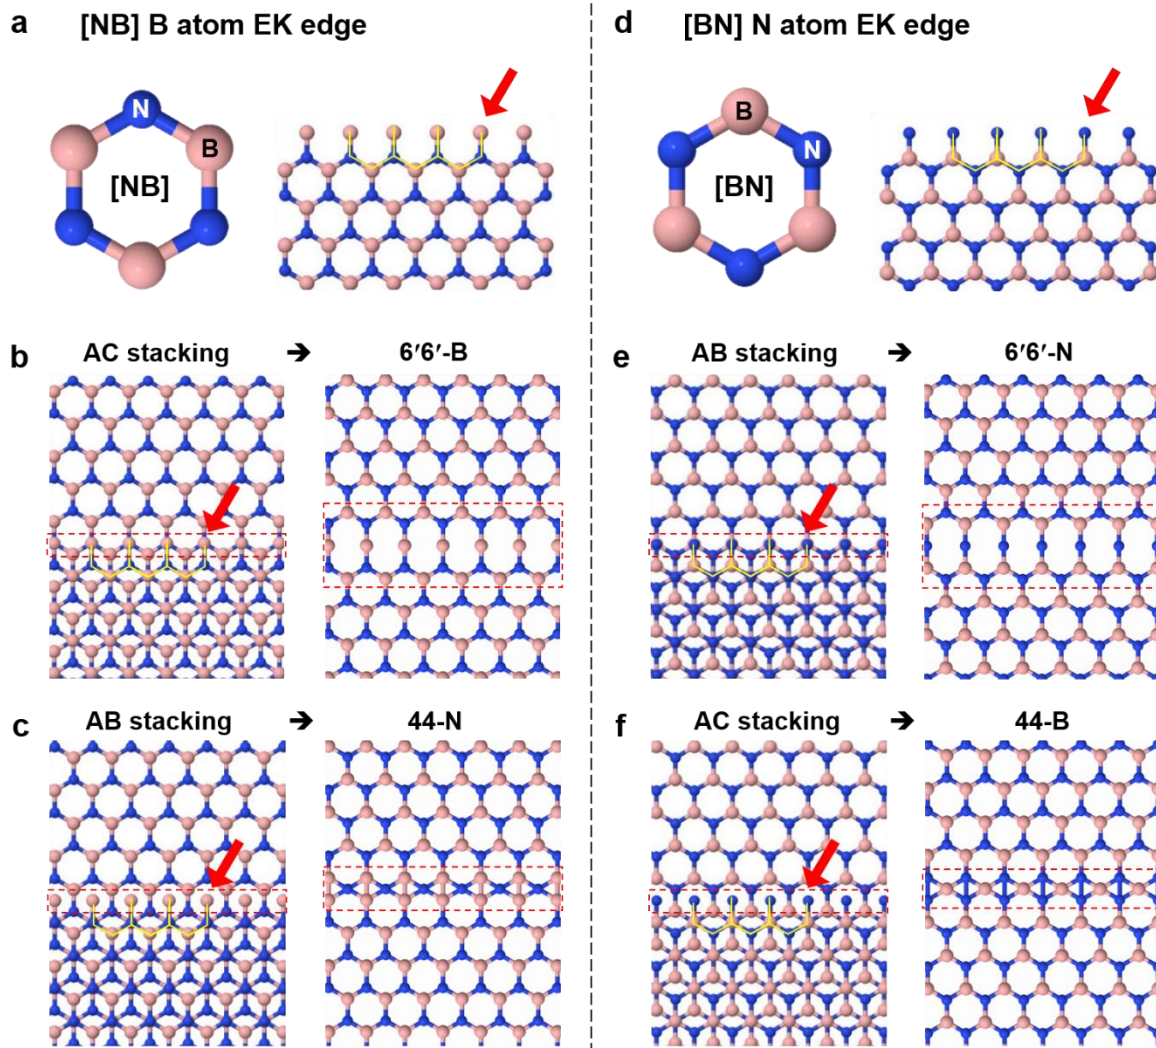 a [NB] B atom EK edge
N
B
[NB]
b AC stacking ➔ 6′6′-B
c AB stacking ➔ 44-N
d [BN] N atom EK edge
B
N
[BN]
e AB stacking ➔ 6′6′-N
f AC stacking ➔ 44-B